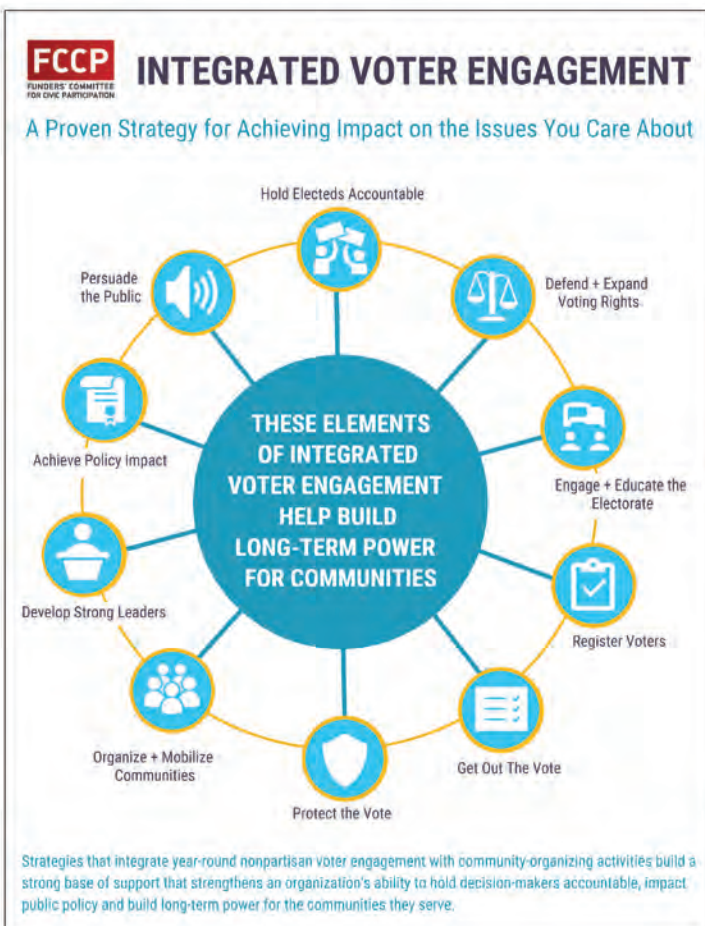 FCCP
FUNDERS' COMMITTEE
FOR CIVIC PARTICIPATION
INTEGRATED VOTER ENGAGEMENT
A Proven Strategy for Achieving Impact on the Issues You Care About
Hold Electeds Accountable
Defend + Expand
Voting Rights
Engage + Educate the
Electorate
Register Voters
Get Out The Vote
Protect the Vote
Organize + Mobilize
Communities
Develop Strong Leaders
Achieve Policy Impact
Persuade
the Public
THESE ELEMENTS
OF INTEGRATED
VOTER ENGAGEMENT
HELP BUILD
LONG-TERM POWER
FOR COMMUNITIES
Strategies that integrate year-round nonpartisan voter engagement with community-organizing activities build a
strong base of support that strengthens an organization's ability to hold decision-makers accountable, impact
public policy and build long-term power for the communities they serve.